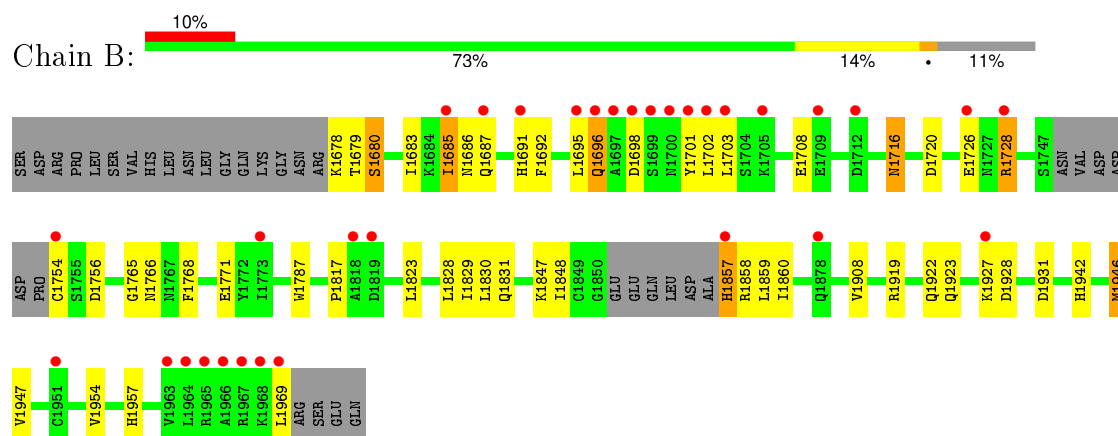 10%
Chain B:
73% 14% • 11%
SER ASP ARG PRO LEU SER VAL HIS LEU ASN LEU GLY GLN LYS GLY ASN ARG K1678 T1679 S1680 I1683 K1684 I1685 N1686 Q1687 H1691 F1692 L1695 Q1696 A1697 D1698 S1699 N1700 Y1701 L1702 L1703 S1704 K1705 E1708 E1709 D1712 N1716 D1720 E1726 N1727 R1728 S1747 ASN VAL ASP ASP
ASP PRO C1754 S1755 D1756 G1765 N1766 N1767 F1768 E1771 Y1772 I1773 W1787 P1817 A1818 D1819 L1823 L1828 I1829 L1830 Q1831 K1847 I1848 C1849 G1850 GLU GLU GLN LEU ASP ALA H1857 R1858 L1859 I1860 Q1878 V1908 R1919 Q1922 Q1923 K1927 D1928 D1931 H1942 M1946
V1947 C1951 V1954 H1957 V1963 L1964 R1965 A1966 R1967 K1968 L1969 ARG SER GLU GLN